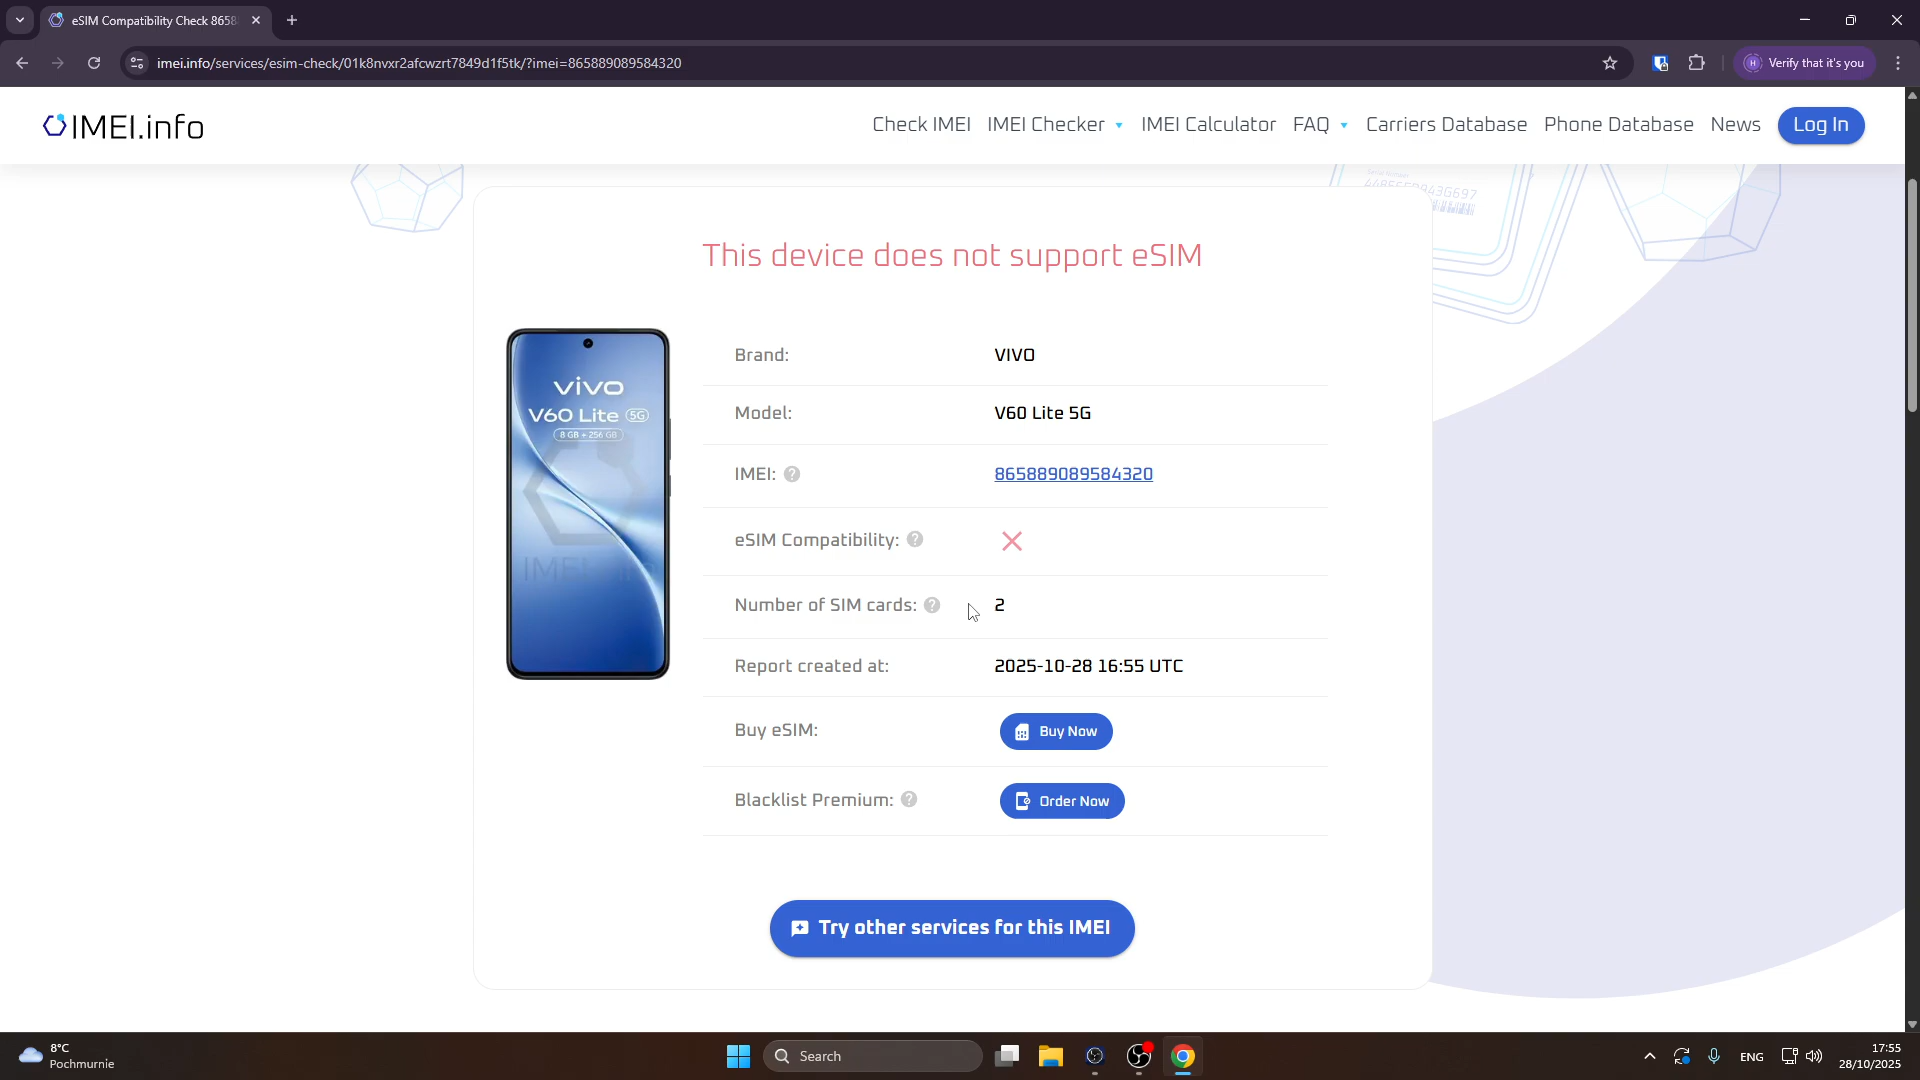 eSIM Compatibility Check 8658
imei.info/services/esim-check/01k8nvxr2afcwzrt7849d1f5tk/?imei=865889089584320
H Verify that it's you
IMEI.info
Check IMEI IMEI Checker IMEI Calculator FAQ Carriers Database Phone Database News Log In
This device does not support eSIM
vivo
V60 Lite 5G
8 GB + 256 GB
IMEI.info
Brand: VIVO
Model: V60 Lite 5G
IMEI: ? 865889089584320
eSIM Compatibility: ?
Number of SIM cards: ? 2
Report created at: 2025-10-28 16:55 UTC
Buy eSIM: Buy Now
Blacklist Premium: ? Order Now
Try other services for this IMEI
8°C
Pochmurnie
Search
ENG
17:55
28/10/2025